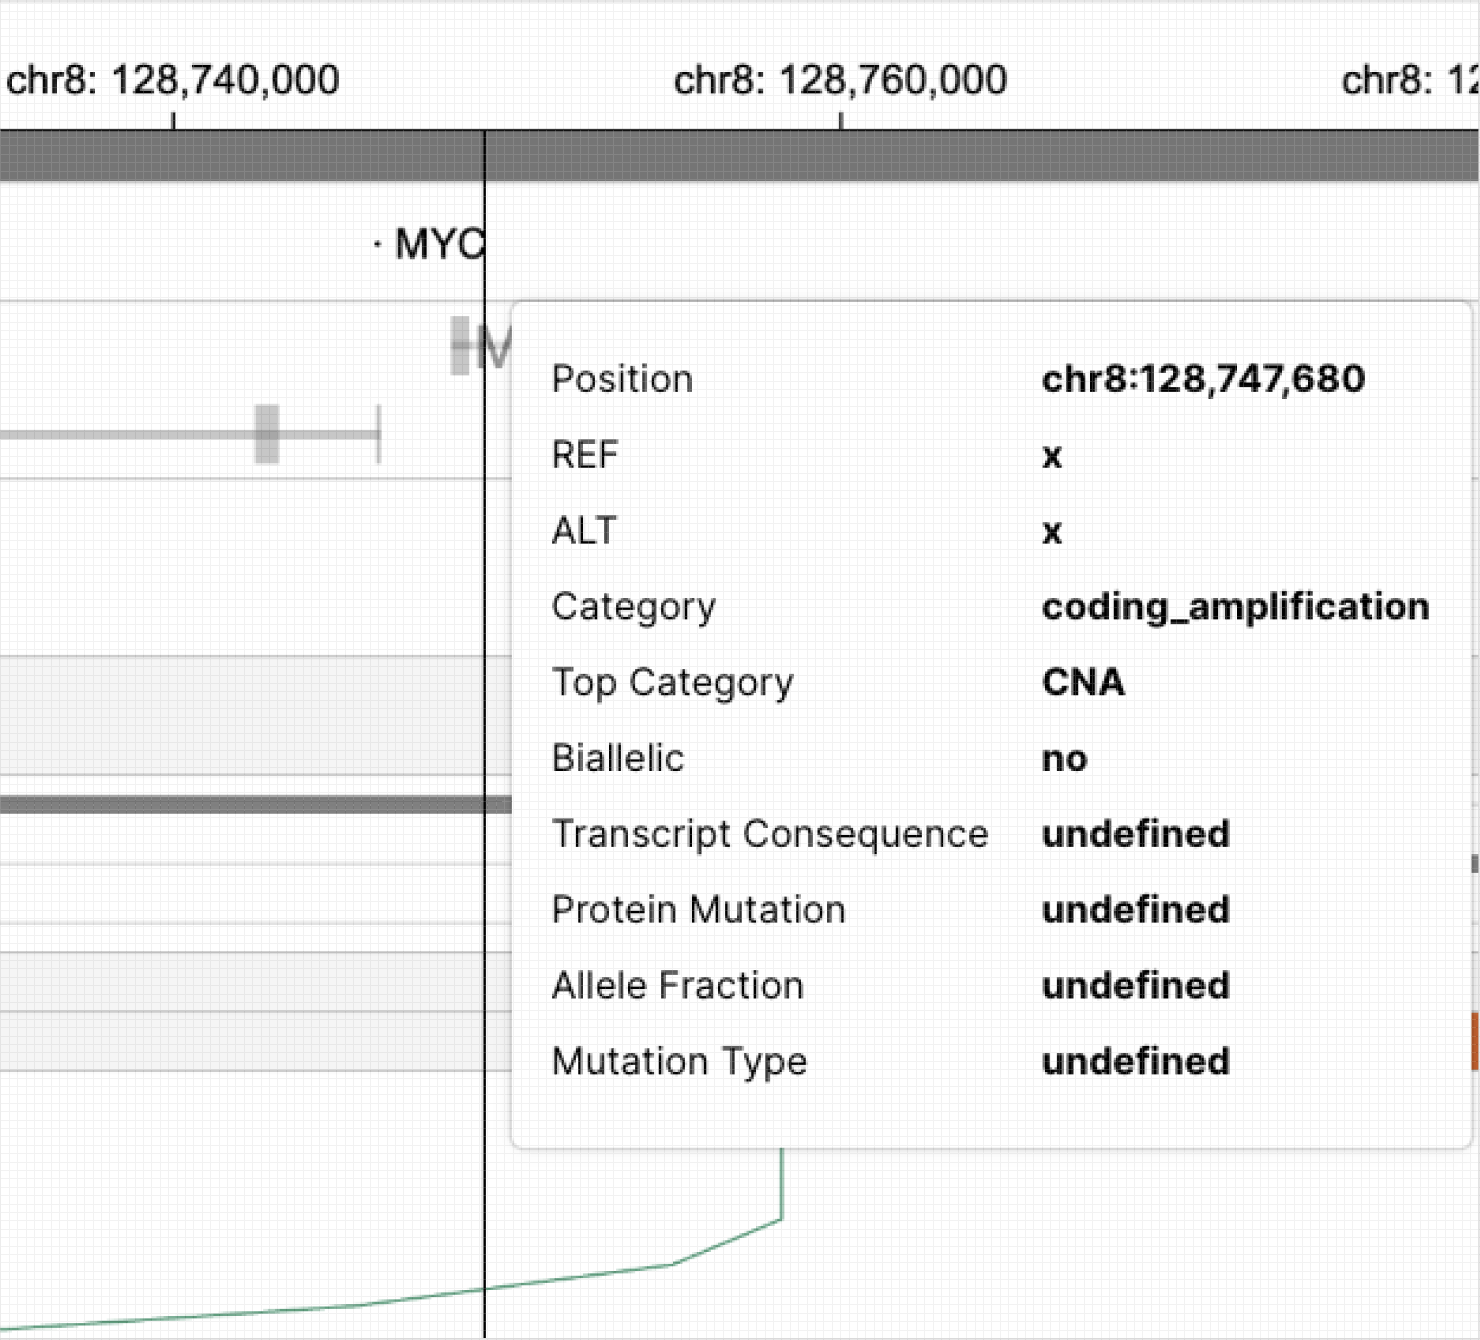 chr8: 128,740,000 chr8: 128,760,000 chr8: 12
· MYC
Position chr8:128,747,680
REF x
ALT x
Category coding_amplification
Top Category CNA
Biallelic no
Transcript Consequence undefined
Protein Mutation undefined
Allele Fraction undefined
Mutation Type undefined